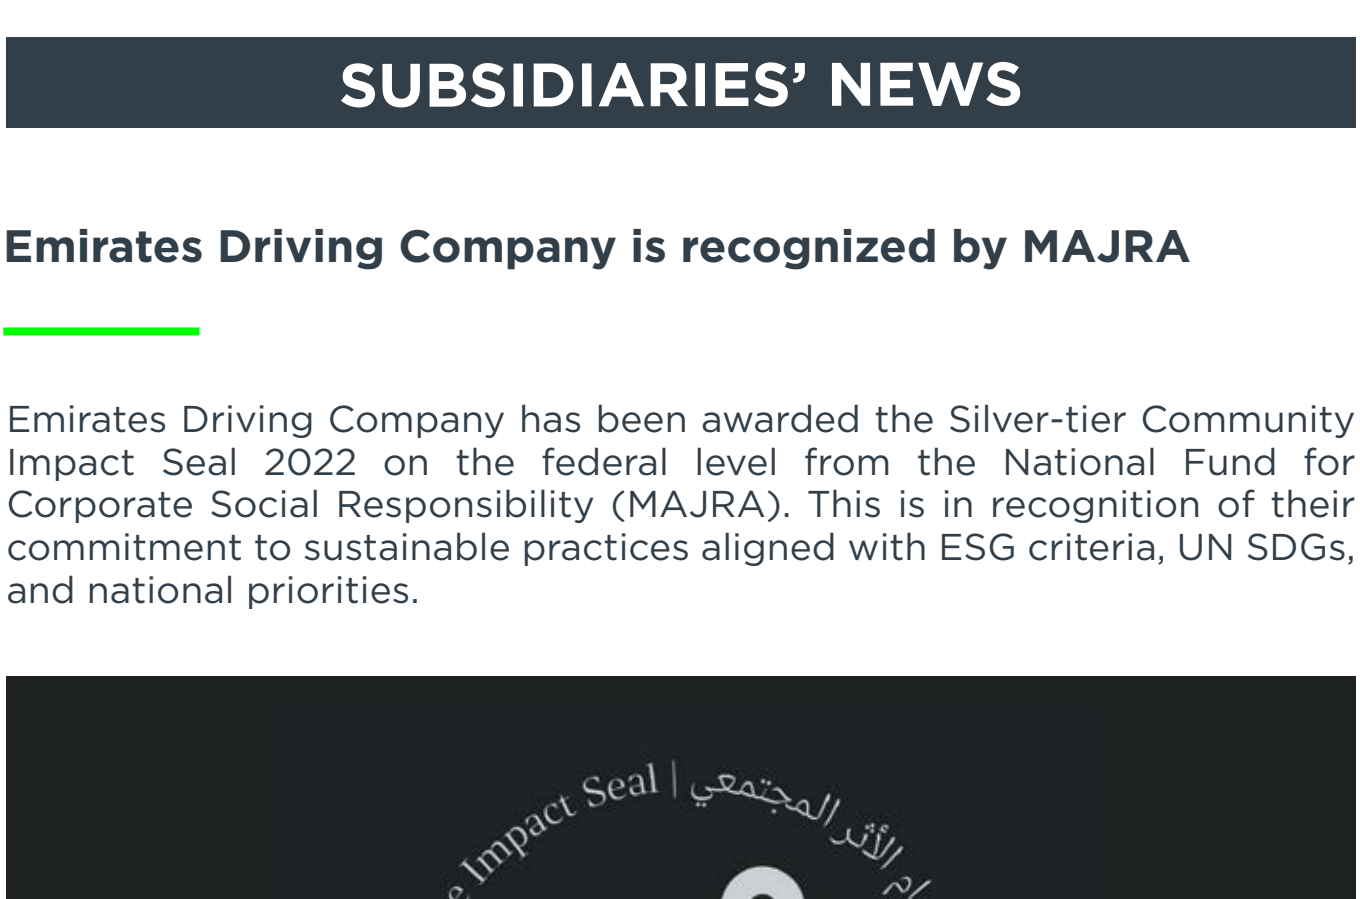 SUBSIDIARIES’ NEWS
Emirates Driving Company is recognized by MAJRA
Emirates Driving Company has been awarded the Silver-tier Community
Impact Seal 2022 on the federal level from the National Fund for
Corporate Social Responsibility (MAJRA). This is in recognition of their
commitment to sustainable practices aligned with ESG criteria, UN SDGs,
and national priorities.
Impact Seal | الأثر المجتمعي